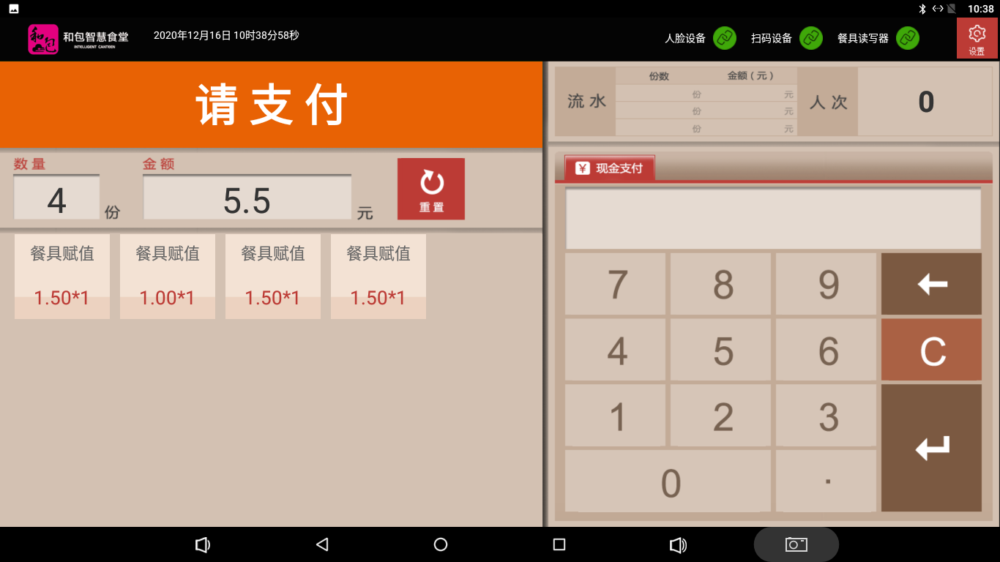 10:38
和包智慧食堂
INTELLIGENT CANTEEN
2020年12月16日 10时38分58秒
人脸设备
扫码设备
餐具读写器
设置
请支付
数量
金额
4 份
5.5 元
重置
餐具赋值 餐具赋值 餐具赋值 餐具赋值
1.50*1 1.00*1 1.50*1 1.50*1
流水
份数 金额(元)
份 元
份 元
份 元
人次
0
¥ 现金支付
7 8 9
4 5 6 C
1 2 3
0 .